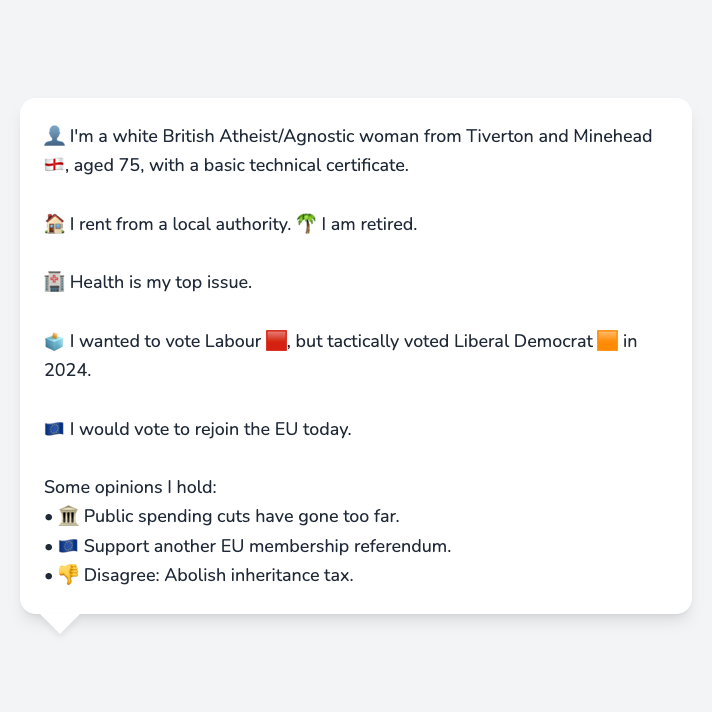 👤 I'm a white British Atheist/Agnostic woman from Tiverton and Minehead
🏴󠁧󠁢󠁥󠁮󠁧󠁿, aged 75, with a basic technical certificate.
🏠 I rent from a local authority. 🌴 I am retired.
🏥 Health is my top issue.
🗳️ I wanted to vote Labour 🟥, but tactically voted Liberal Democrat 🟧 in
2024.
🇪🇺 I would vote to rejoin the EU today.
Some opinions I hold:
• 🏛️ Public spending cuts have gone too far.
• 🇪🇺 Support another EU membership referendum.
• 👎 Disagree: Abolish inheritance tax.